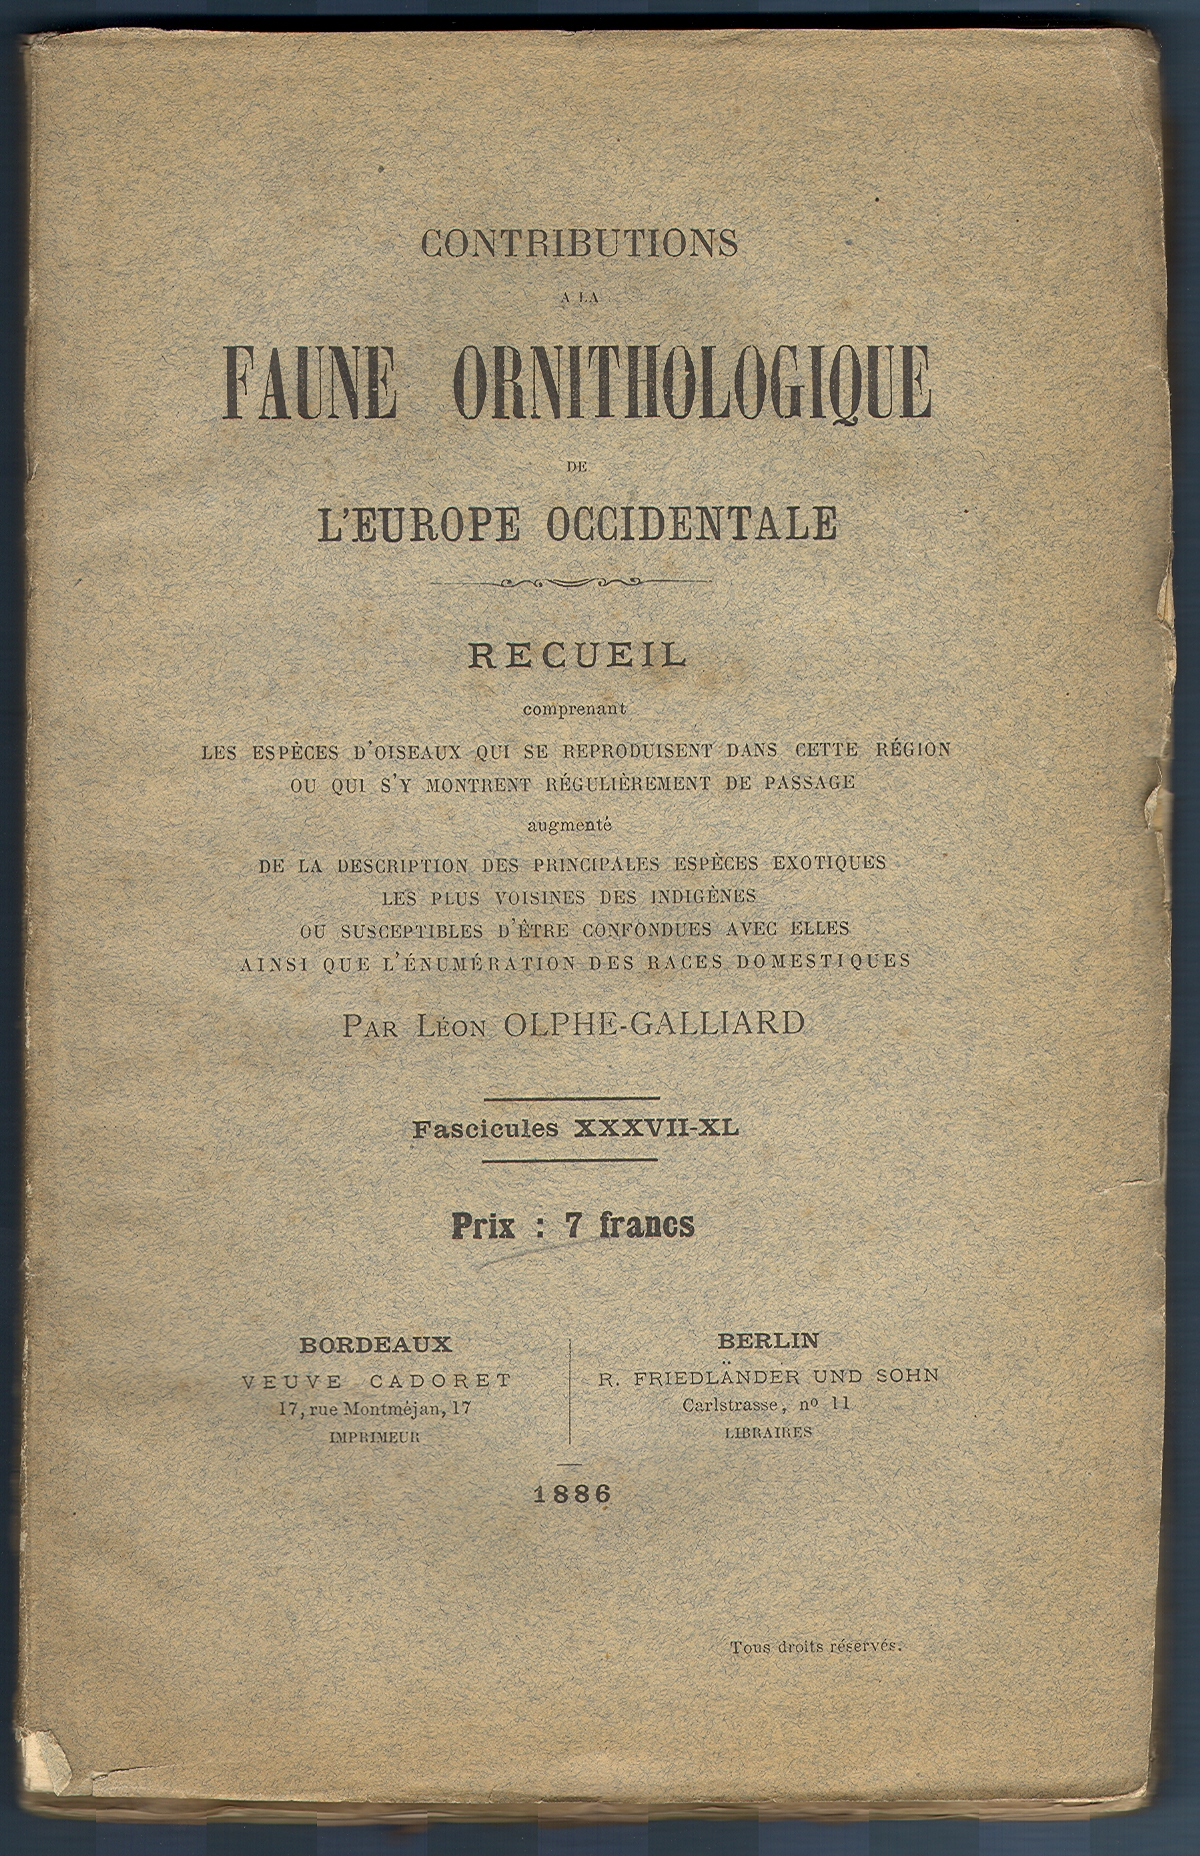 CONTRIBUTIONS
A LA
FAUNE ORNITHOLOGIQUE
DE
L'EUROPE OCCIDENTALE
RECUEIL
comprenant
LES ESPÈCES D'OISEAUX QUI SE REPRODUISENT DANS CETTE RÉGION
OU QUI S'Y MONTRENT RÉGULIÈREMENT DE PASSAGE
augmenté
DE LA DESCRIPTION DES PRINCIPALES ESPÈCES EXOTIQUES
LES PLUS VOISINES DES INDIGÈNES
OU SUSCEPTIBLES D'ÊTRE CONFONDUES AVEC ELLES
AINSI QUE L'ÉNUMÉRATION DES RACES DOMESTIQUES
PAR LÉON OLPHE-GALLIARD
Fascicules XXXVII-XL
Prix : 7 francs
BORDEAUX
VEUVE CADORET
17, rue Montméjan, 17
IMPRIMEUR
BERLIN
R. FRIEDLÄNDER UND SOHN
Carlstrasse, nº 11
LIBRAIRES
1886
Tous droits réservés.